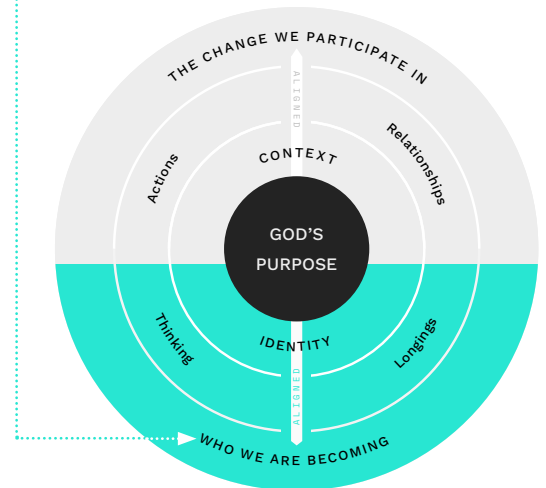 THE CHANGE WE PARTICIPATE IN
ALIGNED
CONTEXT
Actions
Relationships
GOD'S
PURPOSE
IDENTITY
Thinking
Longings
ALIGNED
WHO WE ARE BECOMING